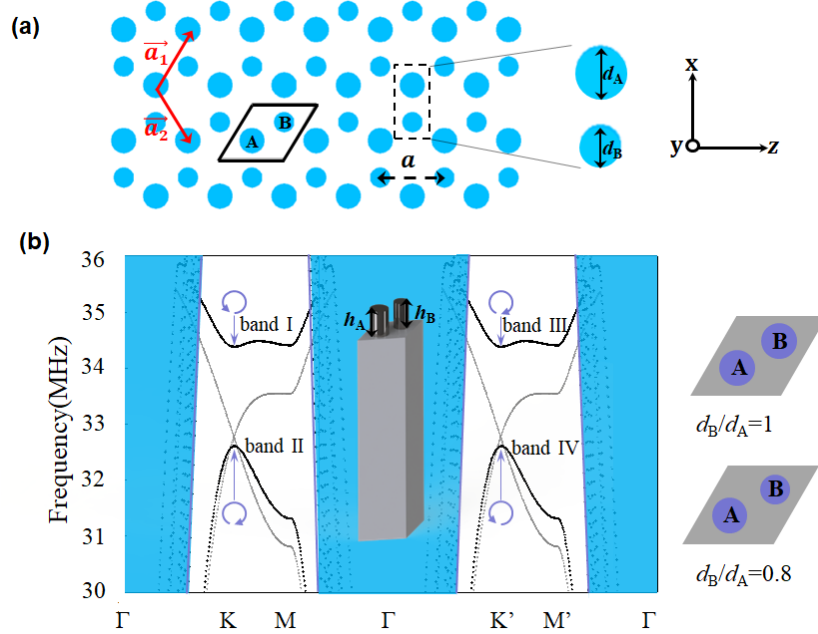 (a)
a₁
a₂
A
B
a
dA
dB
x
y
z
(b)
Frequency(MHz)
36
35
34
33
32
31
30
band I
band II
hA
hB
band III
band IV
Γ
K
M
Γ
K'
M'
Γ
A
B
dB/dA=1
A
B
dB/dA=0.8